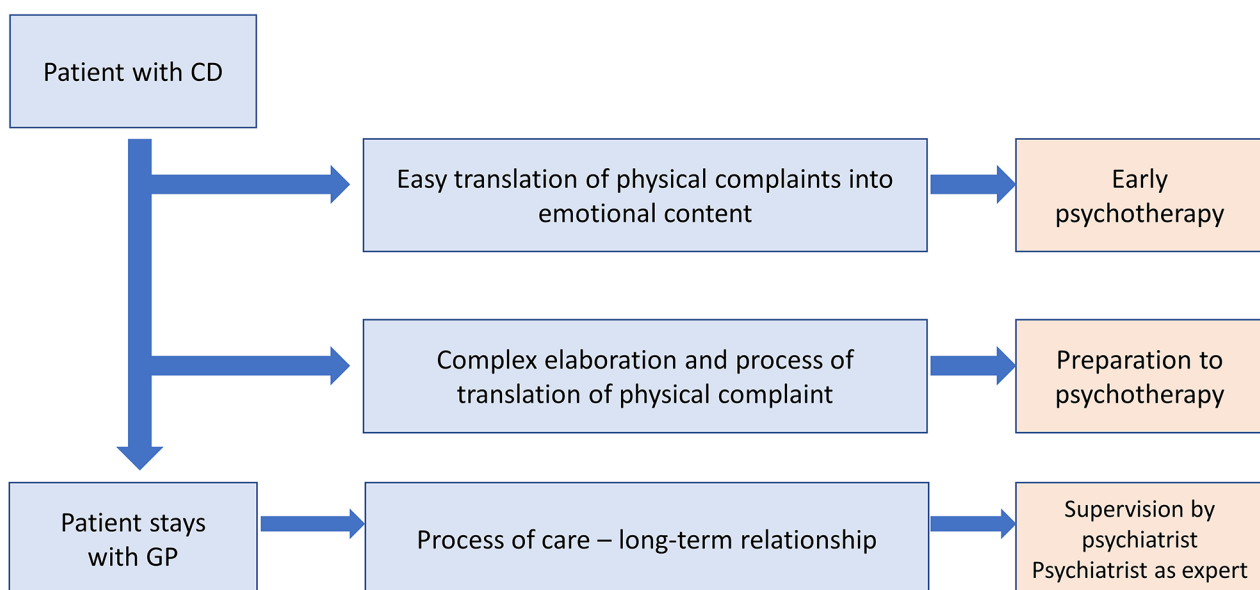 Patient with CD
Easy translation of physical complaints into
emotional content
Early
psychotherapy
Complex elaboration and process of
translation of physical complaint
Preparation to
psychotherapy
Patient stays
with GP
Process of care – long-term relationship
Supervision by
psychiatrist
Psychiatrist as expert